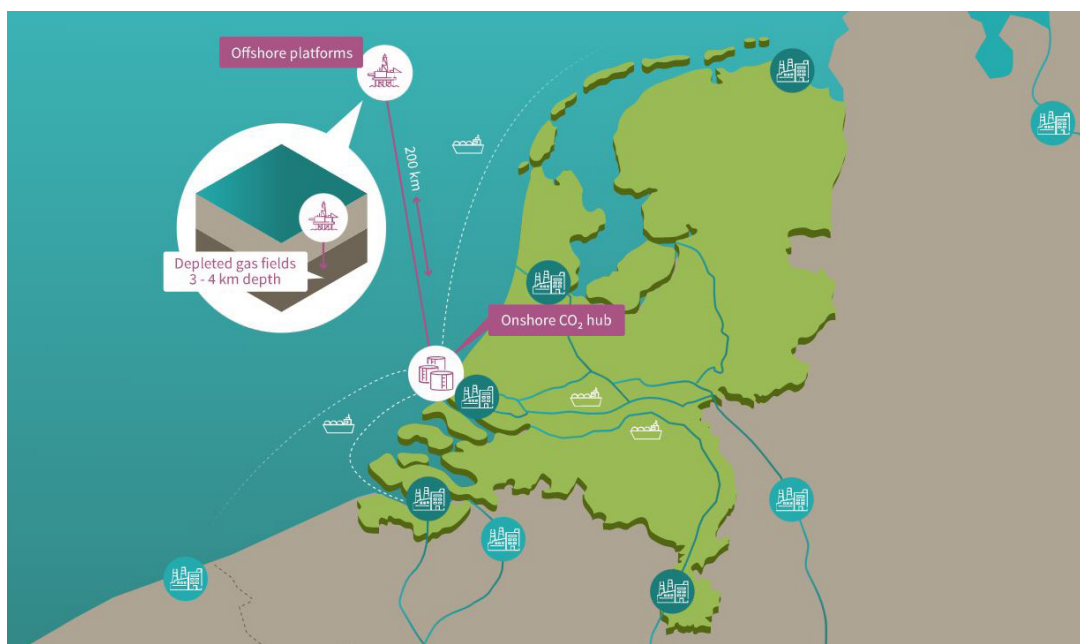 Offshore platforms
200 km
Depleted gas fields
3 - 4 km depth
Onshore CO₂ hub